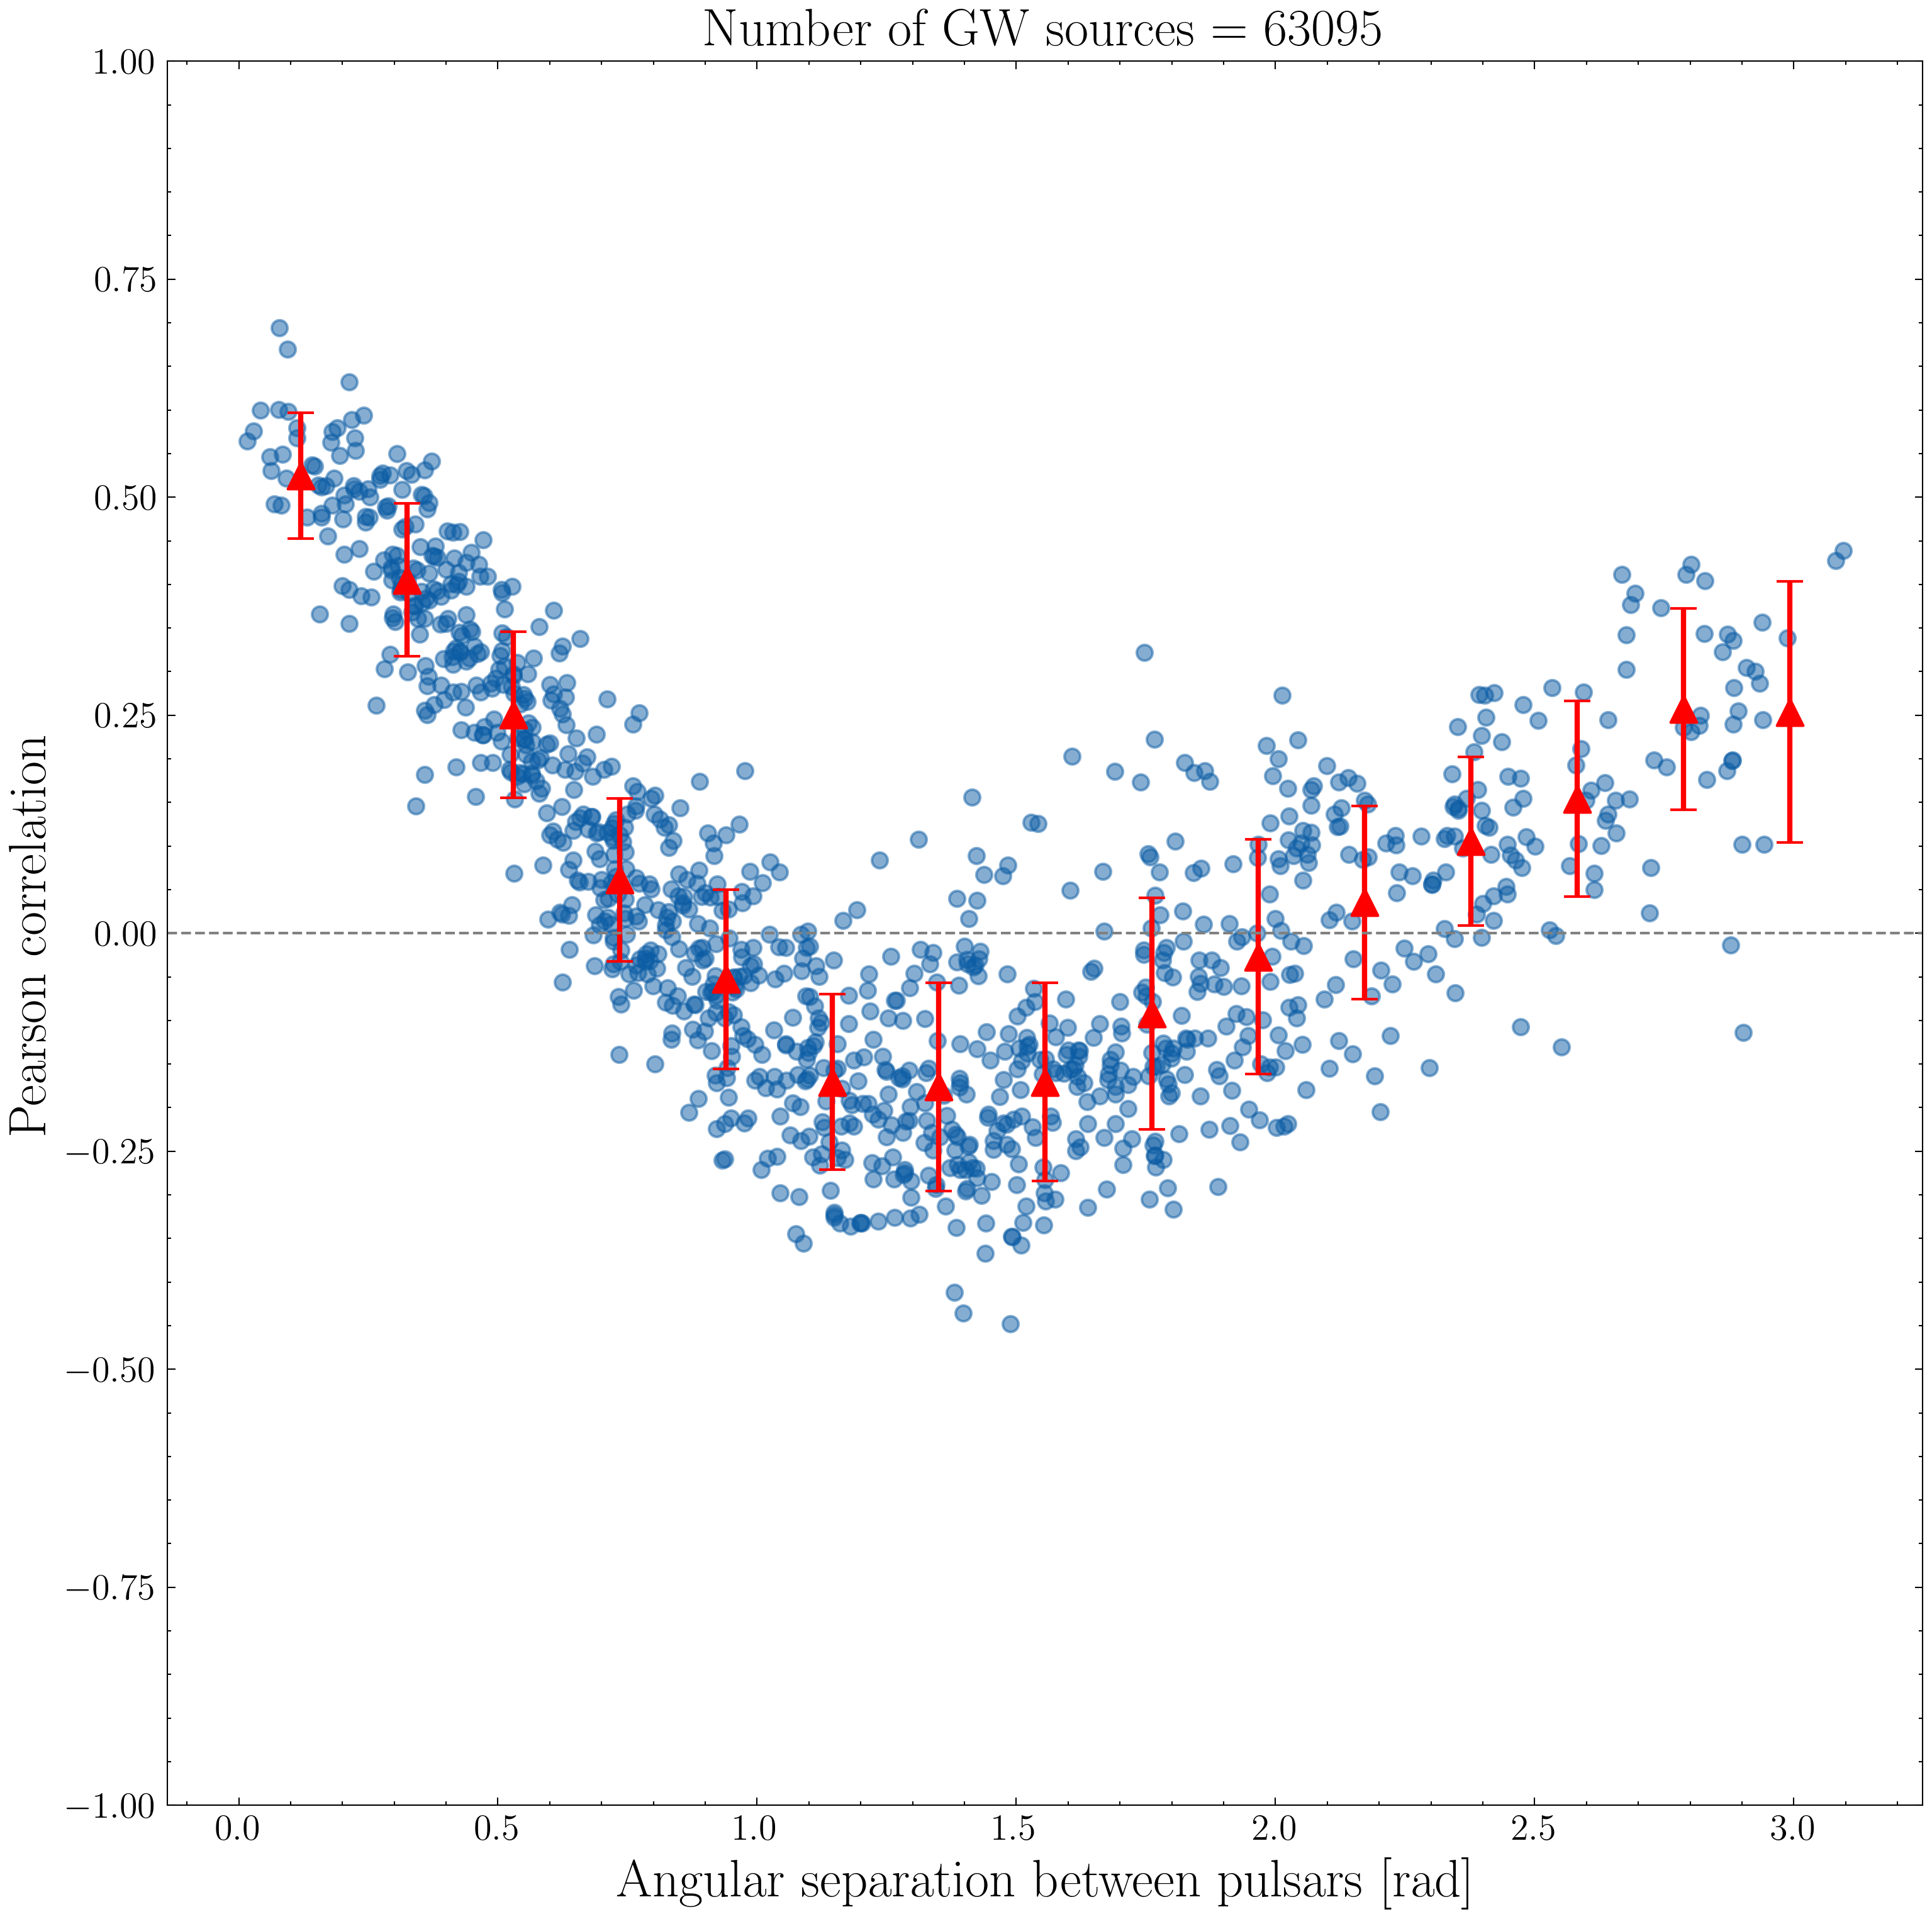 Number of GW sources = 63095
1.00
0.75
0.50
0.25
0.00
−0.25
−0.50
−0.75
−1.00
Pearson correlation
0.0 0.5 1.0 1.5 2.0 2.5 3.0
Angular separation between pulsars [rad]